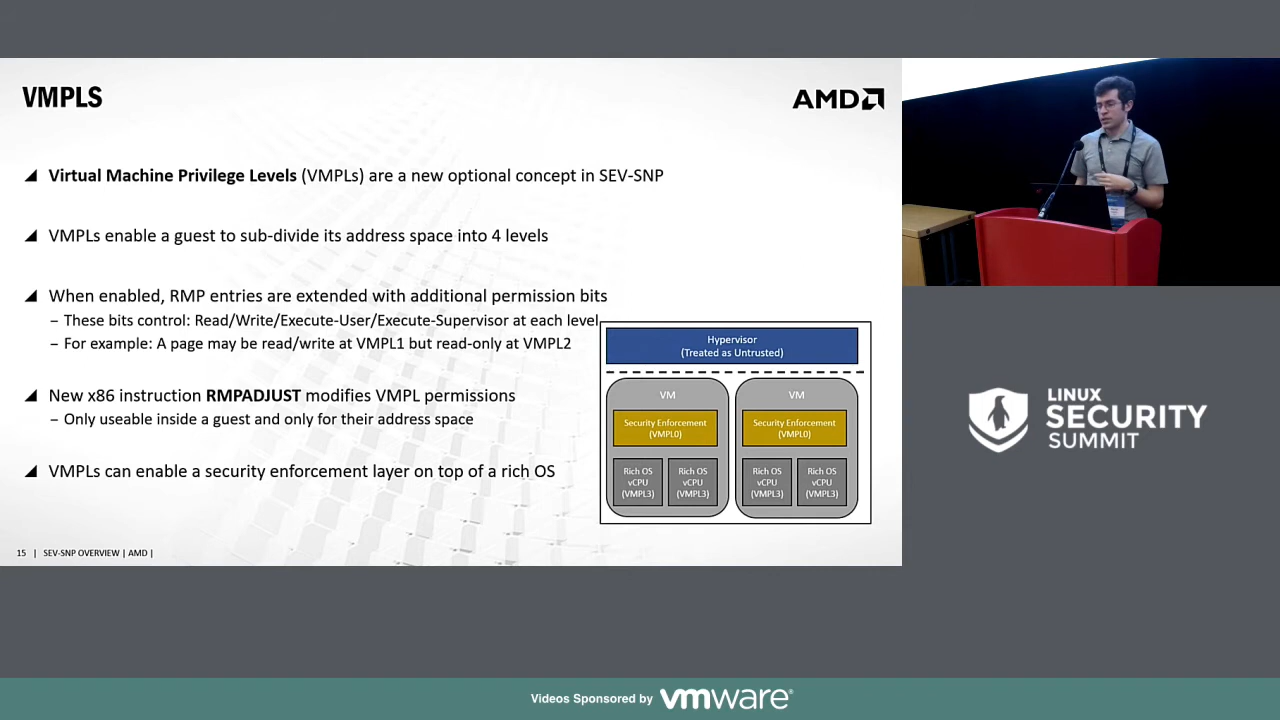 VMPLS
AMD
Virtual Machine Privilege Levels (VMPLs) are a new optional concept in SEV-SNP
VMPLs enable a guest to sub-divide its address space into 4 levels
When enabled, RMP entries are extended with additional permission bits
– These bits control: Read/Write/Execute-User/Execute-Supervisor at each level
– For example: A page may be read/write at VMPL1 but read-only at VMPL2
New x86 instruction RMPADJUST modifies VMPL permissions
– Only useable inside a guest and only for their address space
VMPLs can enable a security enforcement layer on top of a rich OS
Hypervisor
(Treated as Untrusted)
VM
Security Enforcement
(VMPL0)
Rich OS
vCPU
(VMPL3)
Rich OS
vCPU
(VMPL3)
VM
Security Enforcement
(VMPL0)
Rich OS
vCPU
(VMPL3)
Rich OS
vCPU
(VMPL3)
15 | SEV-SNP OVERVIEW | AMD |
LINUX
SECURITY
SUMMIT
Videos Sponsored by vmware®